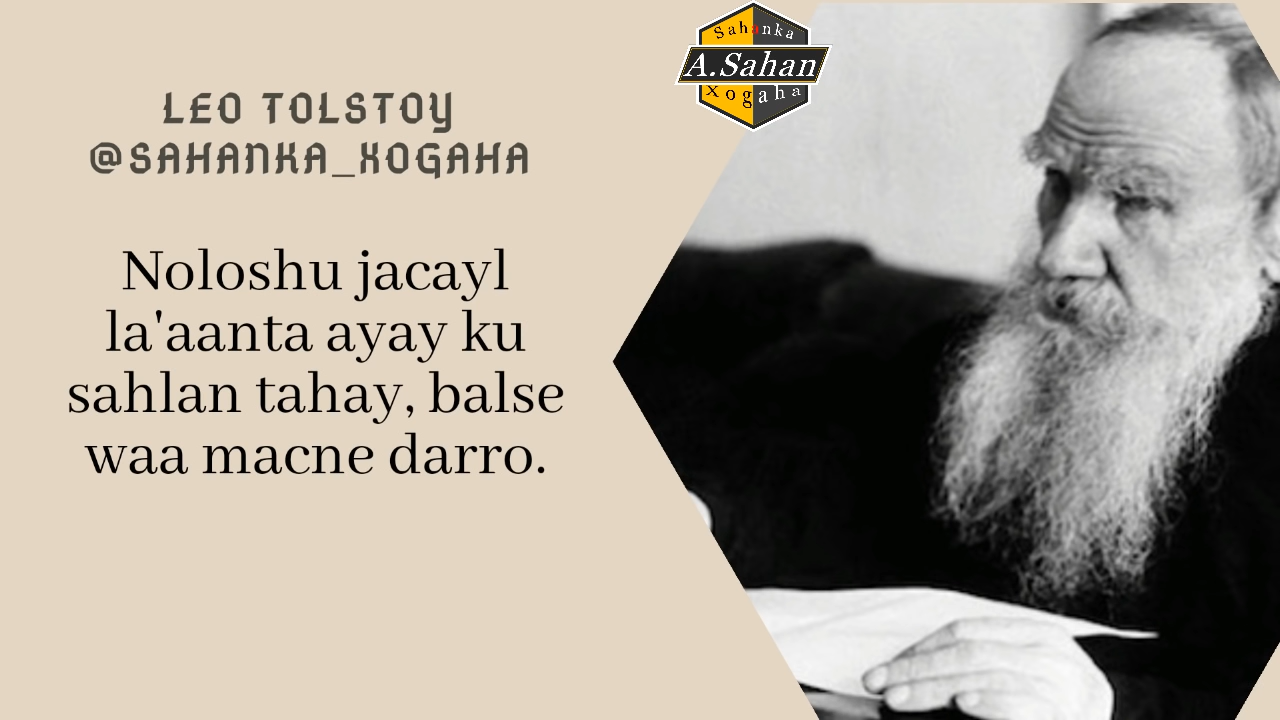 Sahanka
A.Sahan
Xogaha
LEO TOLSTOY
@SAHANKA_XOGAHA
Noloshu jacayl
la'aanta ayay ku
sahlan tahay, balse
waa macne darro.